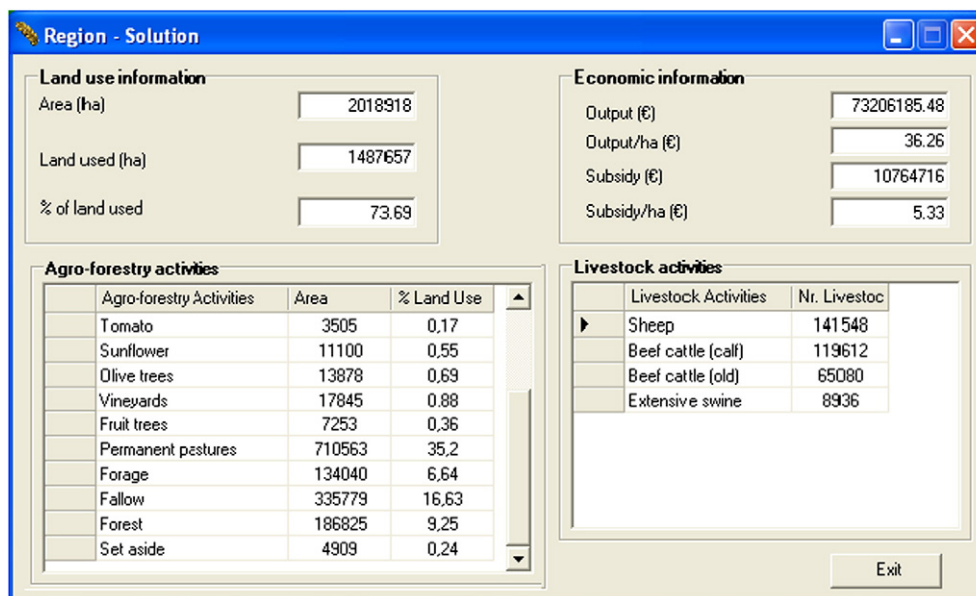 Region - Solution
Land use information
Area (ha) 2018918
Land used (ha) 1487657
% of land used 73.69
Economic information
Output (€) 73206185.48
Output/ha (€) 36.26
Subsidy (€) 10764716
Subsidy/ha (€) 5.33
Agro-forestry activities
Agro-forestry Activities Area % Land Use
Tomato 3505 0,17
Sunflower 11100 0,55
Olive trees 13878 0,69
Vineyards 17845 0,88
Fruit trees 7253 0,36
Permanent pastures 710563 35,2
Forage 134040 6,64
Fallow 335779 16,63
Forest 186825 9,25
Set aside 4909 0,24
Livestock activities
Livestock Activities Nr. Livestoc
Sheep 141548
Beef cattle (calf) 119612
Beef cattle (old) 65080
Extensive swine 8936
Exit